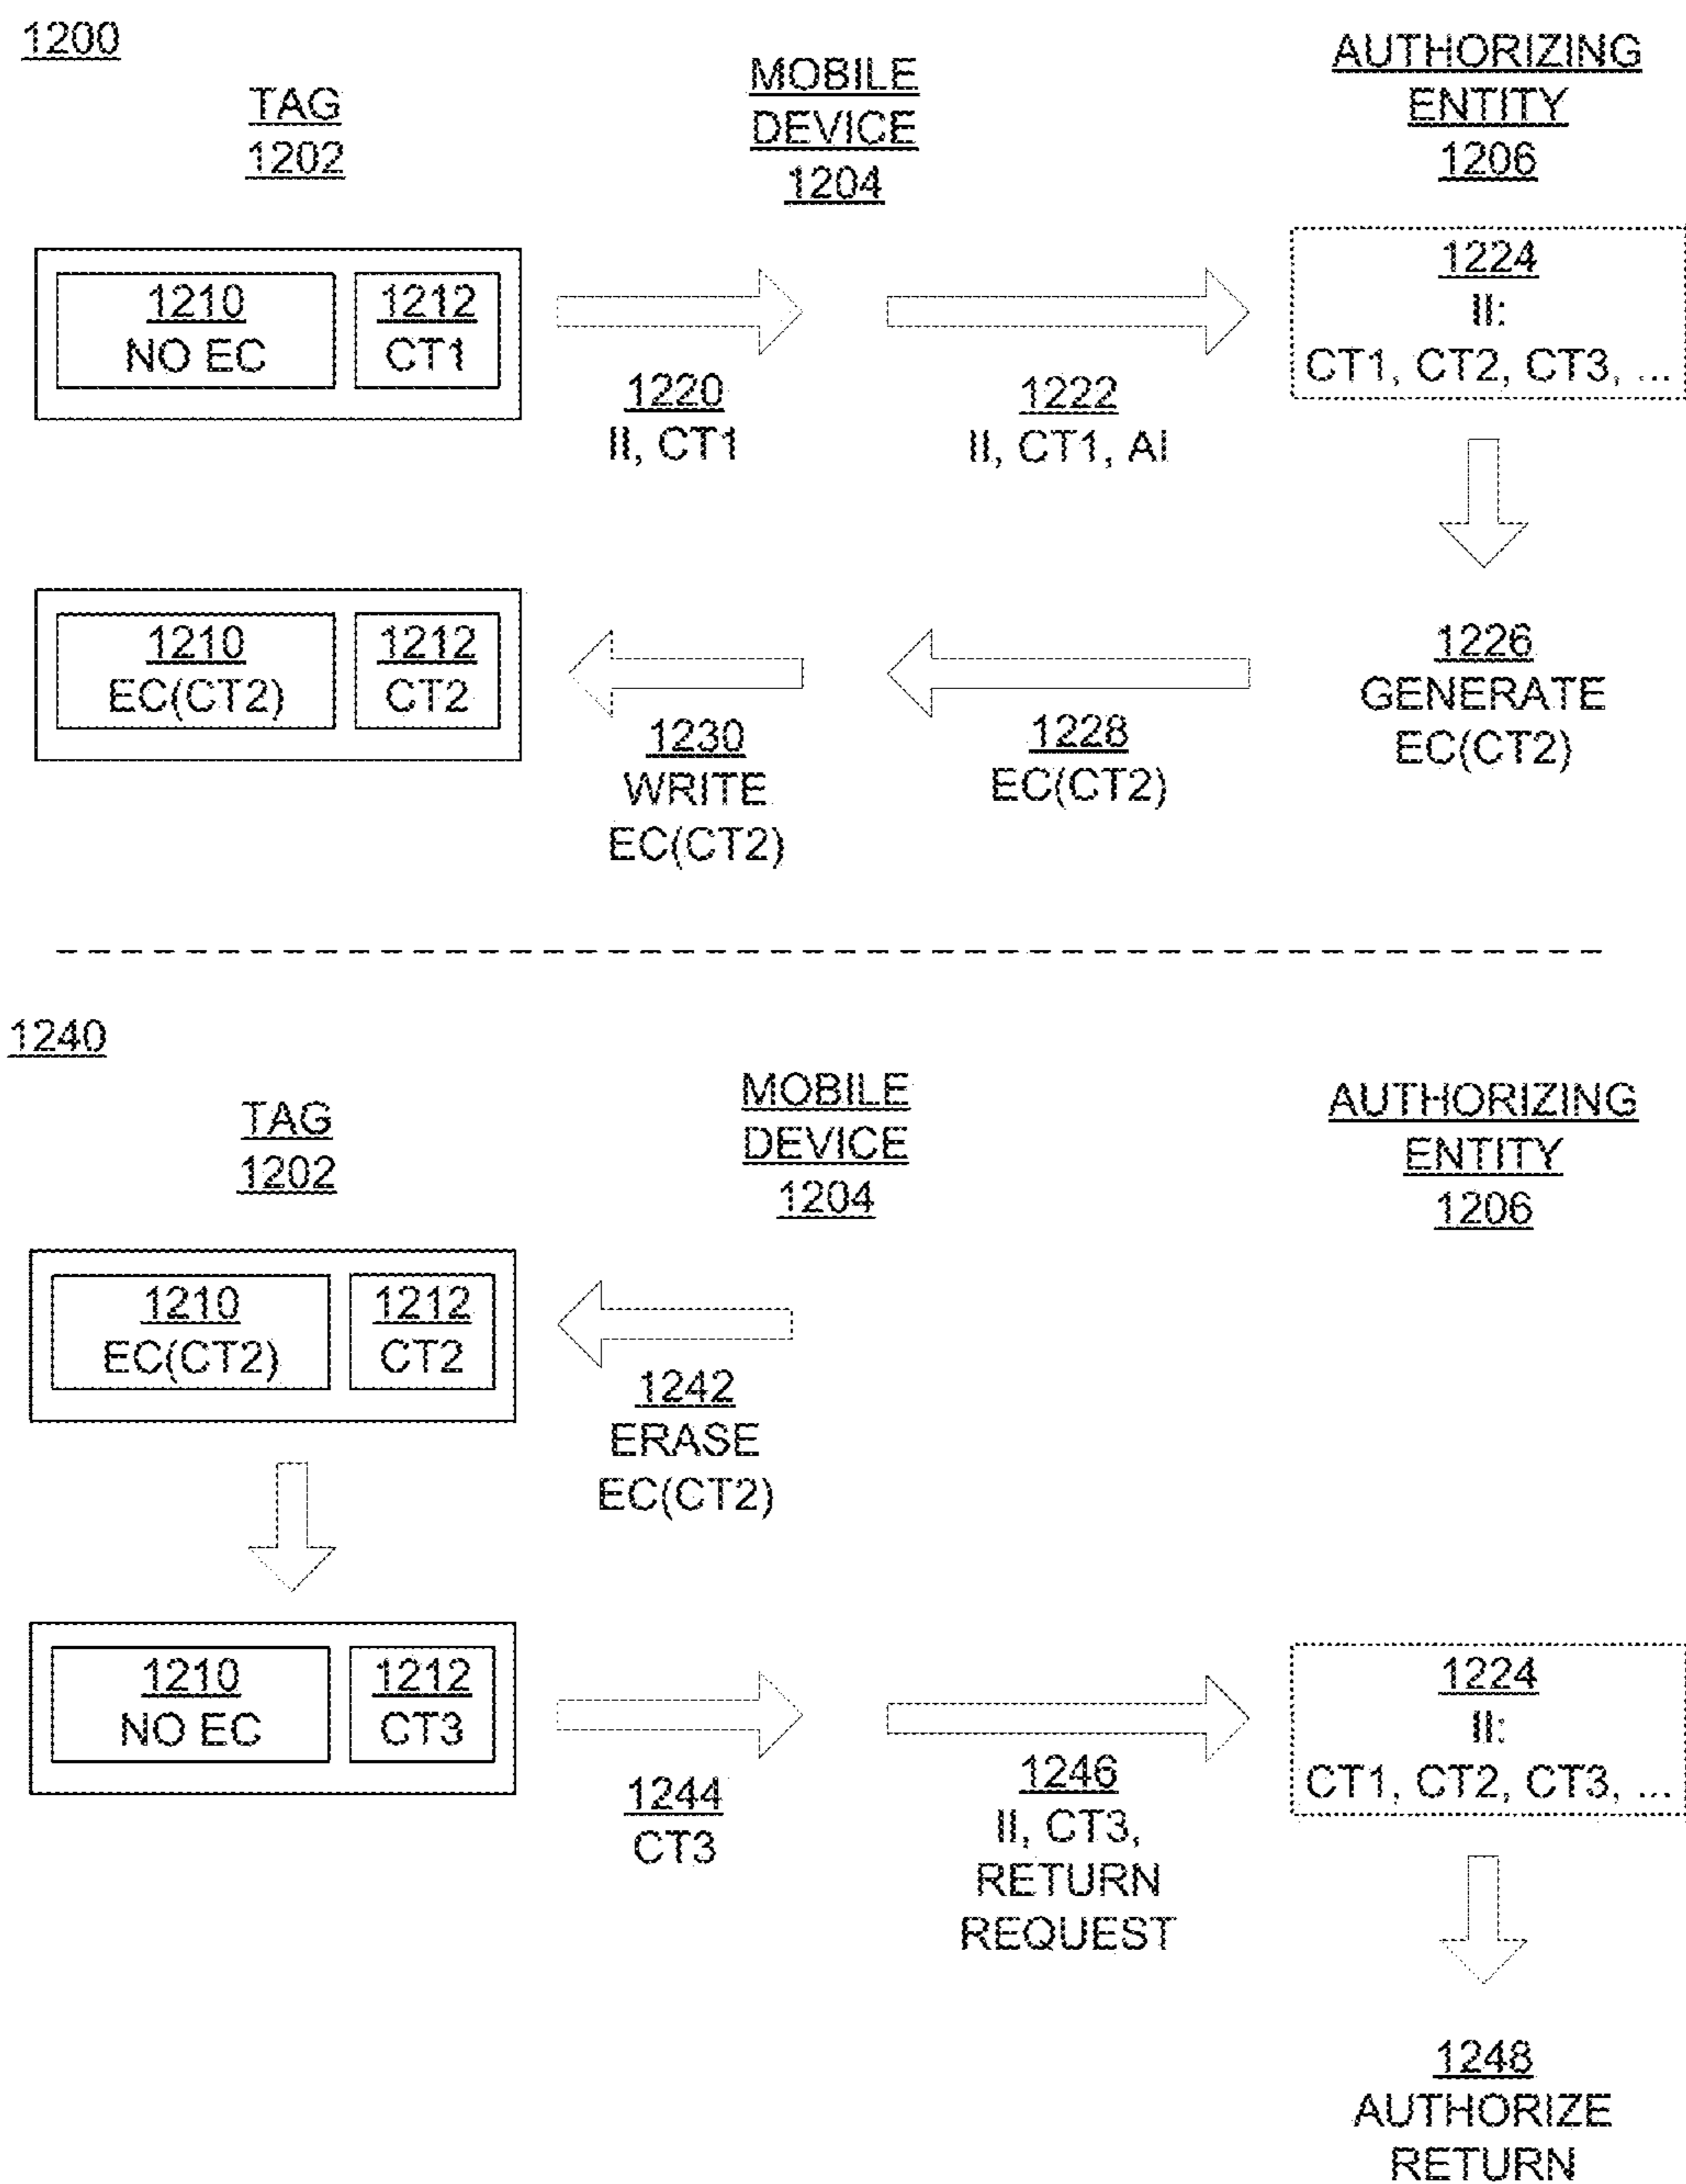 1200
TAG
1202
MOBILE
DEVICE
1204
AUTHORIZING
ENTITY
1206
1210
NO EC
1212
CT1
1220
II, CT1
1222
II, CT1, AI
1224
II:
CT1, CT2, CT3, ...
1210
EC(CT2)
1212
CT2
1230
WRITE
EC(CT2)
1228
EC(CT2)
1226
GENERATE
EC(CT2)
1240
TAG
1202
MOBILE
DEVICE
1204
AUTHORIZING
ENTITY
1206
1210
EC(CT2)
1212
CT2
1242
ERASE
EC(CT2)
1210
NO EC
1212
CT3
1244
CT3
1246
II, CT3,
RETURN
REQUEST
1224
II:
CT1, CT2, CT3, ...
1248
AUTHORIZE
RETURN